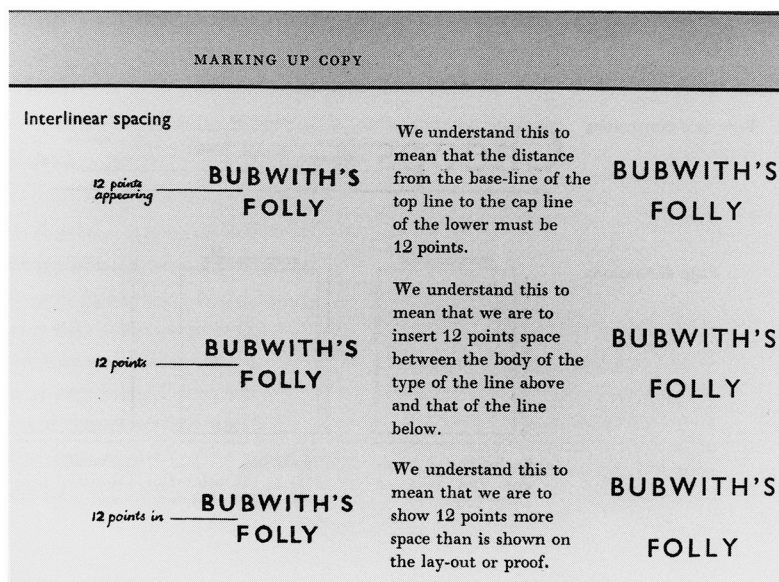 MARKING UP COPY
Interlinear spacing
12 points
appearing
BUBWITH'S
FOLLY
We understand this to
mean that the distance
from the base-line of the
top line to the cap line
of the lower must be
12 points.
BUBWITH'S
FOLLY
12 points
BUBWITH'S
FOLLY
We understand this to
mean that we are to
insert 12 points space
between the body of the
type of the line above
and that of the line
below.
BUBWITH'S
FOLLY
12 points in
BUBWITH'S
FOLLY
We understand this to
mean that we are to
show 12 points more
space than is shown on
the lay-out or proof.
BUBWITH'S
FOLLY